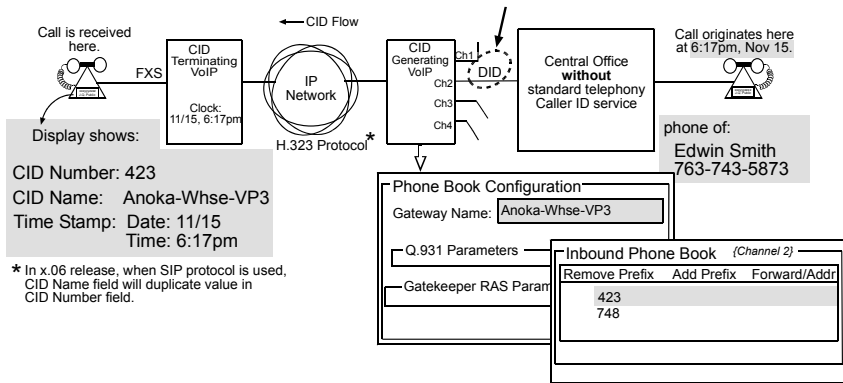 CID Flow
Call is received
here.
CID
Terminating
VoIP
Clock:
11/15, 6:17pm
FXS
IP
Network
H.323 Protocol*
CID
Generating
VoIP
Ch1
Ch2
Ch3
Ch4
DID
Central Office
without
standard telephony
Caller ID service
Call originates here
at 6:17pm, Nov 15.
phone of:
Edwin Smith
763-743-5873
Display shows:
CID Number: 423
CID Name: Anoka-Whse-VP3
Time Stamp: Date: 11/15
Time: 6:17pm
* In x.06 release, when SIP protocol is used,
CID Name field will duplicate value in
CID Number field.
Phone Book Configuration
Gateway Name: Anoka-Whse-VP3
Q.931 Parameters
Gatekeeper RAS Param
Inbound Phone Book {Channel 2}
Remove Prefix Add Prefix Forward/Addr
423
748